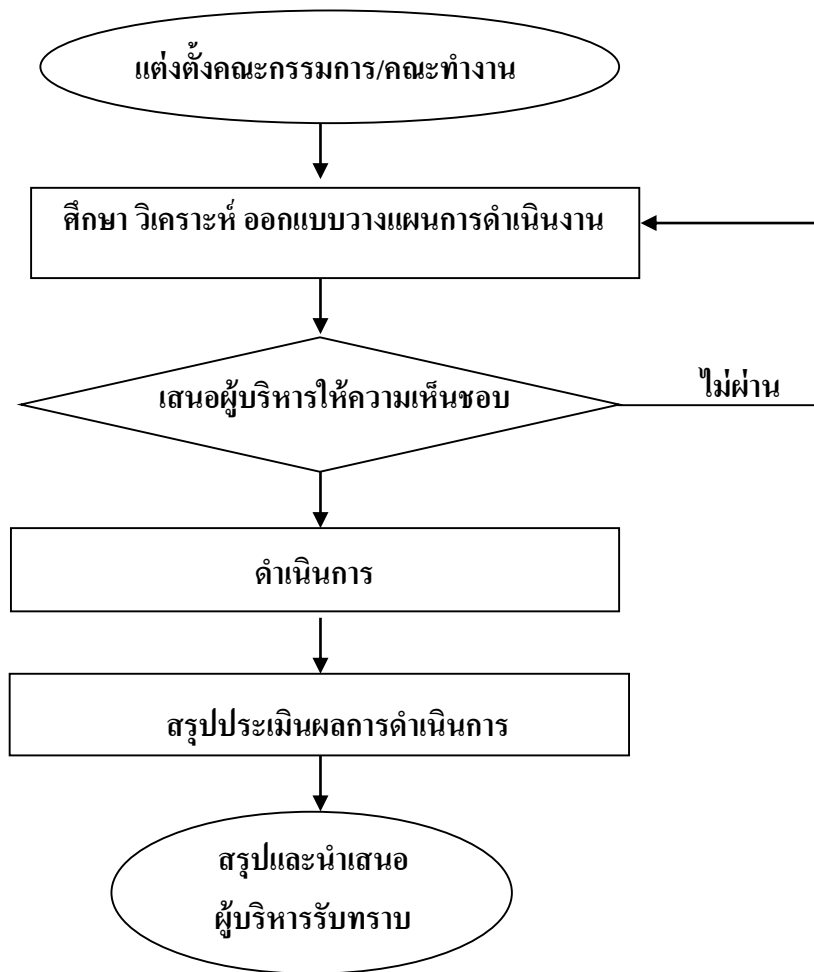 แต่งตั้งคณะกรรมการ/คณะทำงาน
ศึกษา วิเคราะห์ ออกแบบวางแผนการดำเนินงาน
เสนอผู้บริหารให้ความเห็นชอบ
ไม่ผ่าน
ดำเนินการ
สรุปประเมินผลการดำเนินการ
สรุปและนำเสนอ
ผู้บริหารรับทราบ